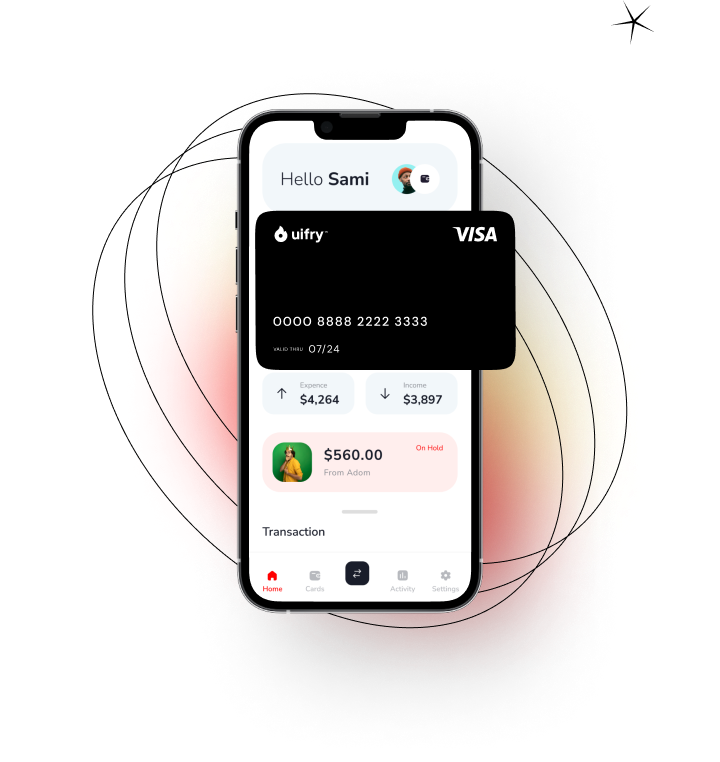 Hello Sami
uifry™
VISA
0000 8888 2222 3333
VALID THRU 07/24
Expence
$4,264
Income
$3,897
$560.00
On Hold
From Adom
Transaction
Home
Cards
Activity
Settings